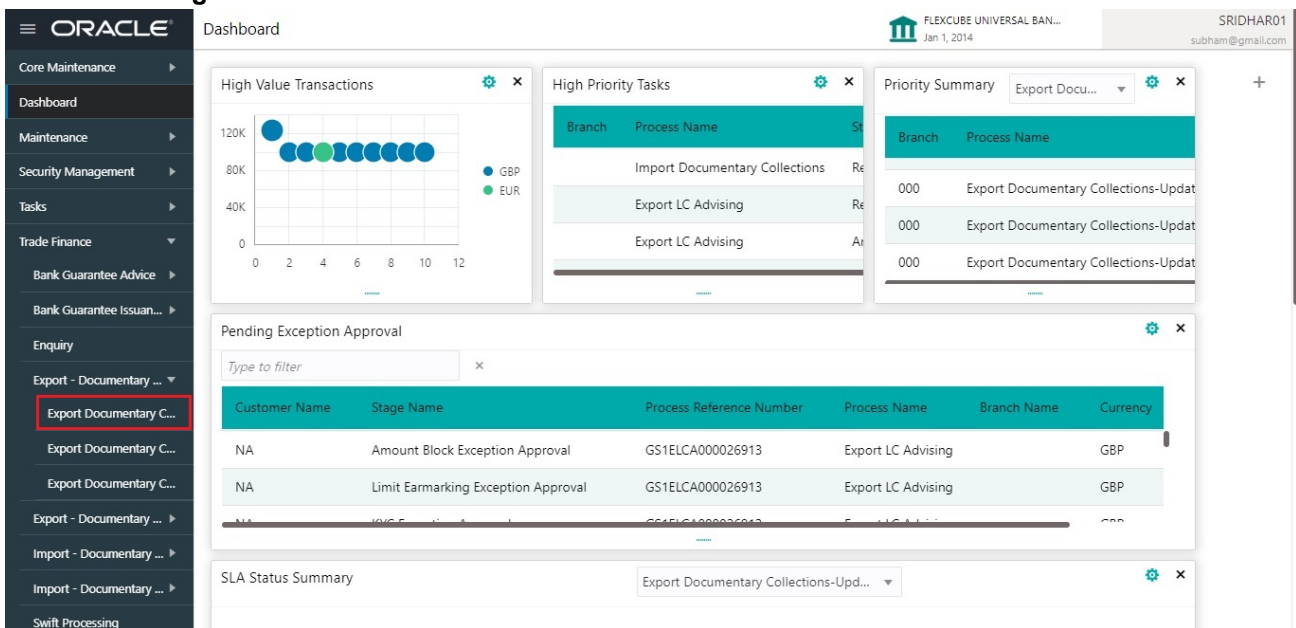 ORACLE
Dashboard
FLEXCUBE UNIVERSAL BAN...
Jan 1, 2014
SRIDHAR01
subham@gmail.com
Core Maintenance
Dashboard
Maintenance
Security Management
Tasks
Trade Finance
Bank Guarantee Advice
Bank Guarantee Issuan...
Enquiry
Export - Documentary ...
Export Documentary C...
Export Documentary C...
Export Documentary C...
Export - Documentary ...
Import - Documentary ...
Import - Documentary ...
Swift Processing
High Value Transactions
120K
80K
40K
0
0 2 4 6 8 10 12
GBP
EUR
High Priority Tasks
Branch Process Name St
Import Documentary Collections Re
Export LC Advising Re
Export LC Advising Ar
Priority Summary Export Docu...
Branch Process Name
000 Export Documentary Collections-Updat
000 Export Documentary Collections-Updat
000 Export Documentary Collections-Updat
Pending Exception Approval
Type to filter
Customer Name Stage Name Process Reference Number Process Name Branch Name Currency
NA Amount Block Exception Approval GS1ELCA000026913 Export LC Advising GBP
NA Limit Earmarking Exception Approval GS1ELCA000026913 Export LC Advising GBP
SLA Status Summary Export Documentary Collections-Upd...